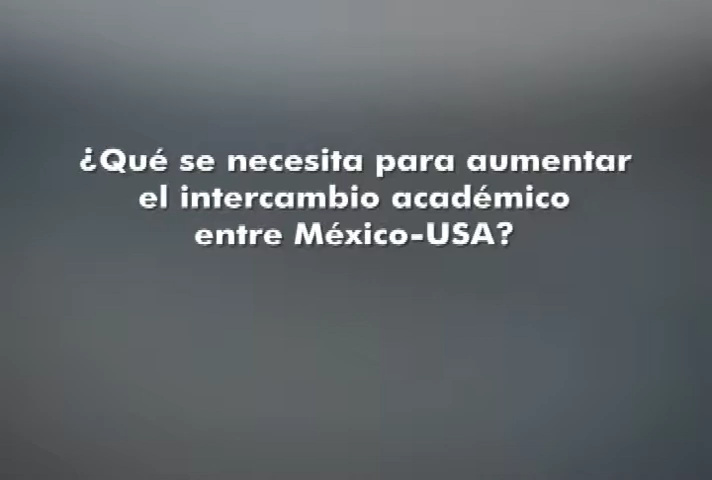 ¿Qué se necesita para aumentar
el intercambio académico
entre México-USA?